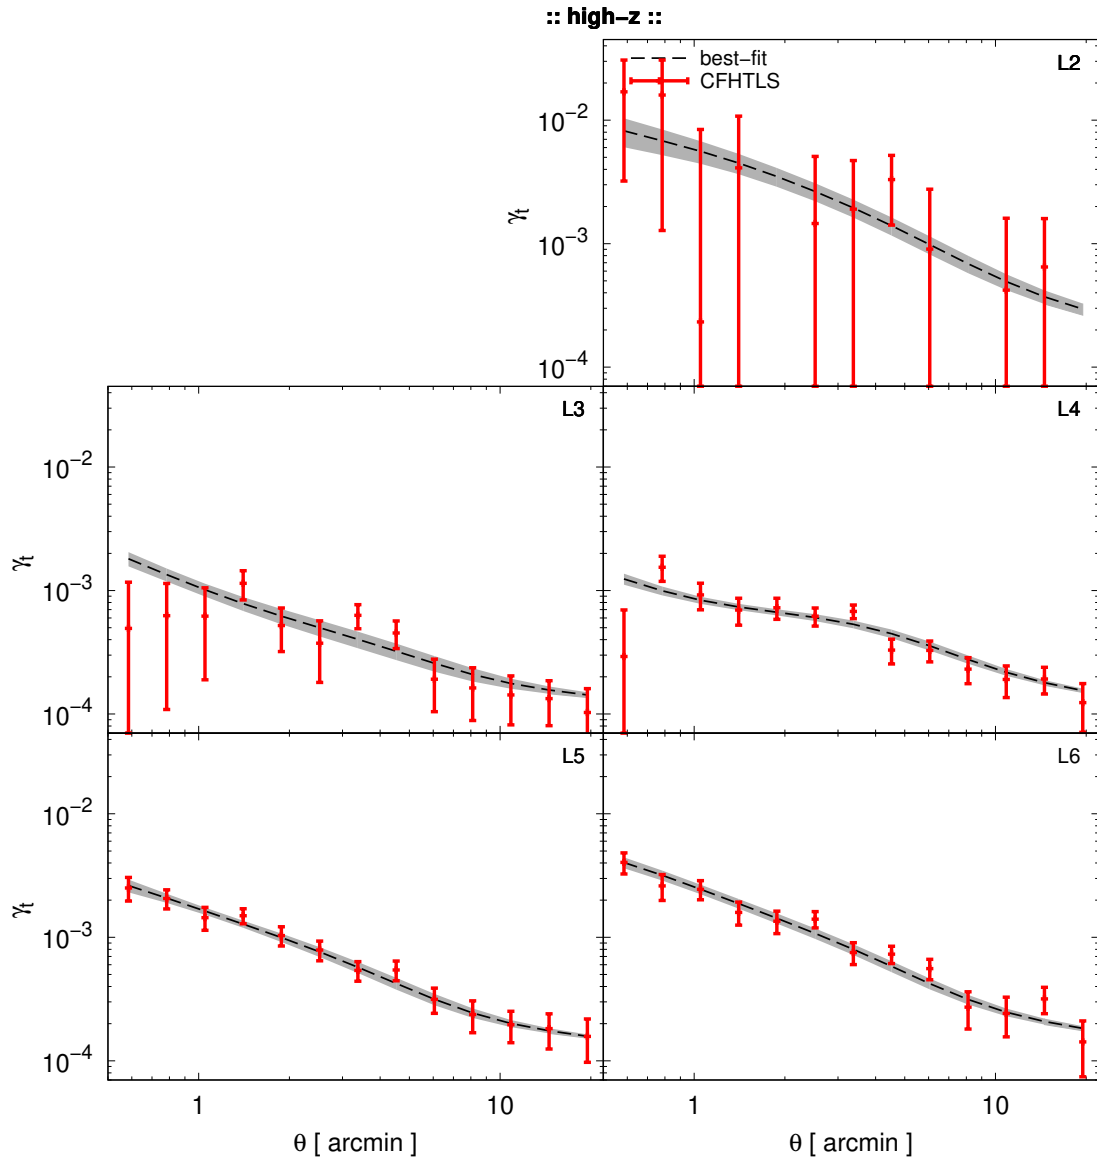 :: high−z ::
best−fit
CFHTLS
L2
10−2
10−3
10−4
γt
L3
L4
10−2
10−3
10−4
γt
L5
L6
10−2
10−3
10−4
γt
1 10 1 10
θ [ arcmin ] θ [ arcmin ]